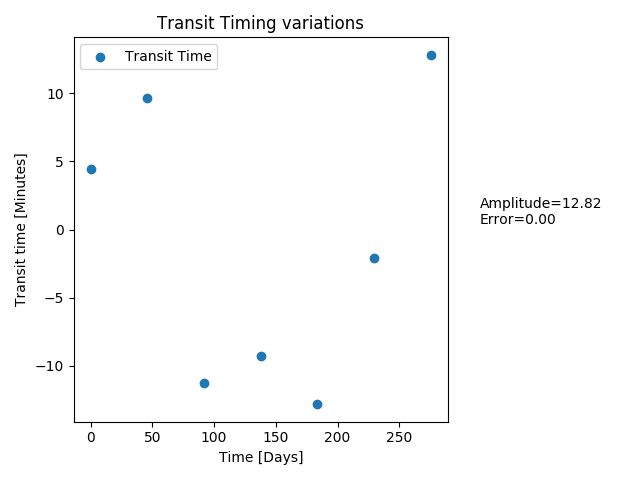 Transit Timing variations
Transit Time
10
5
0
−5
−10
Transit time [Minutes]
0
50
100
150
200
250
Time [Days]
Amplitude=12.82
Error=0.00